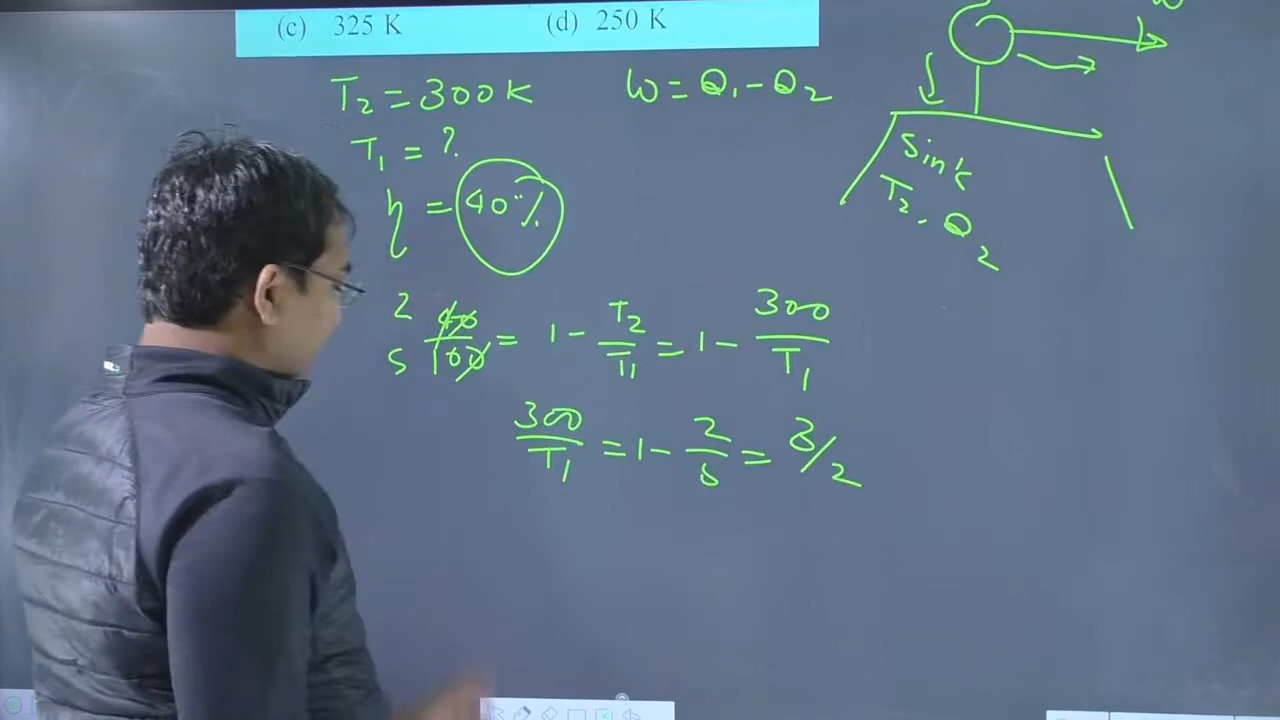 (c) 325 K (d) 250 K
T₂ = 300 K W = Q₁ - Q₂
T₁ = ?
η = 40%
2/5 40/100 = 1 - T₂/T₁ = 1 - 300/T₁
300/T₁ = 1 - 2/5 = 3/2
Sink
T₂, Q₂